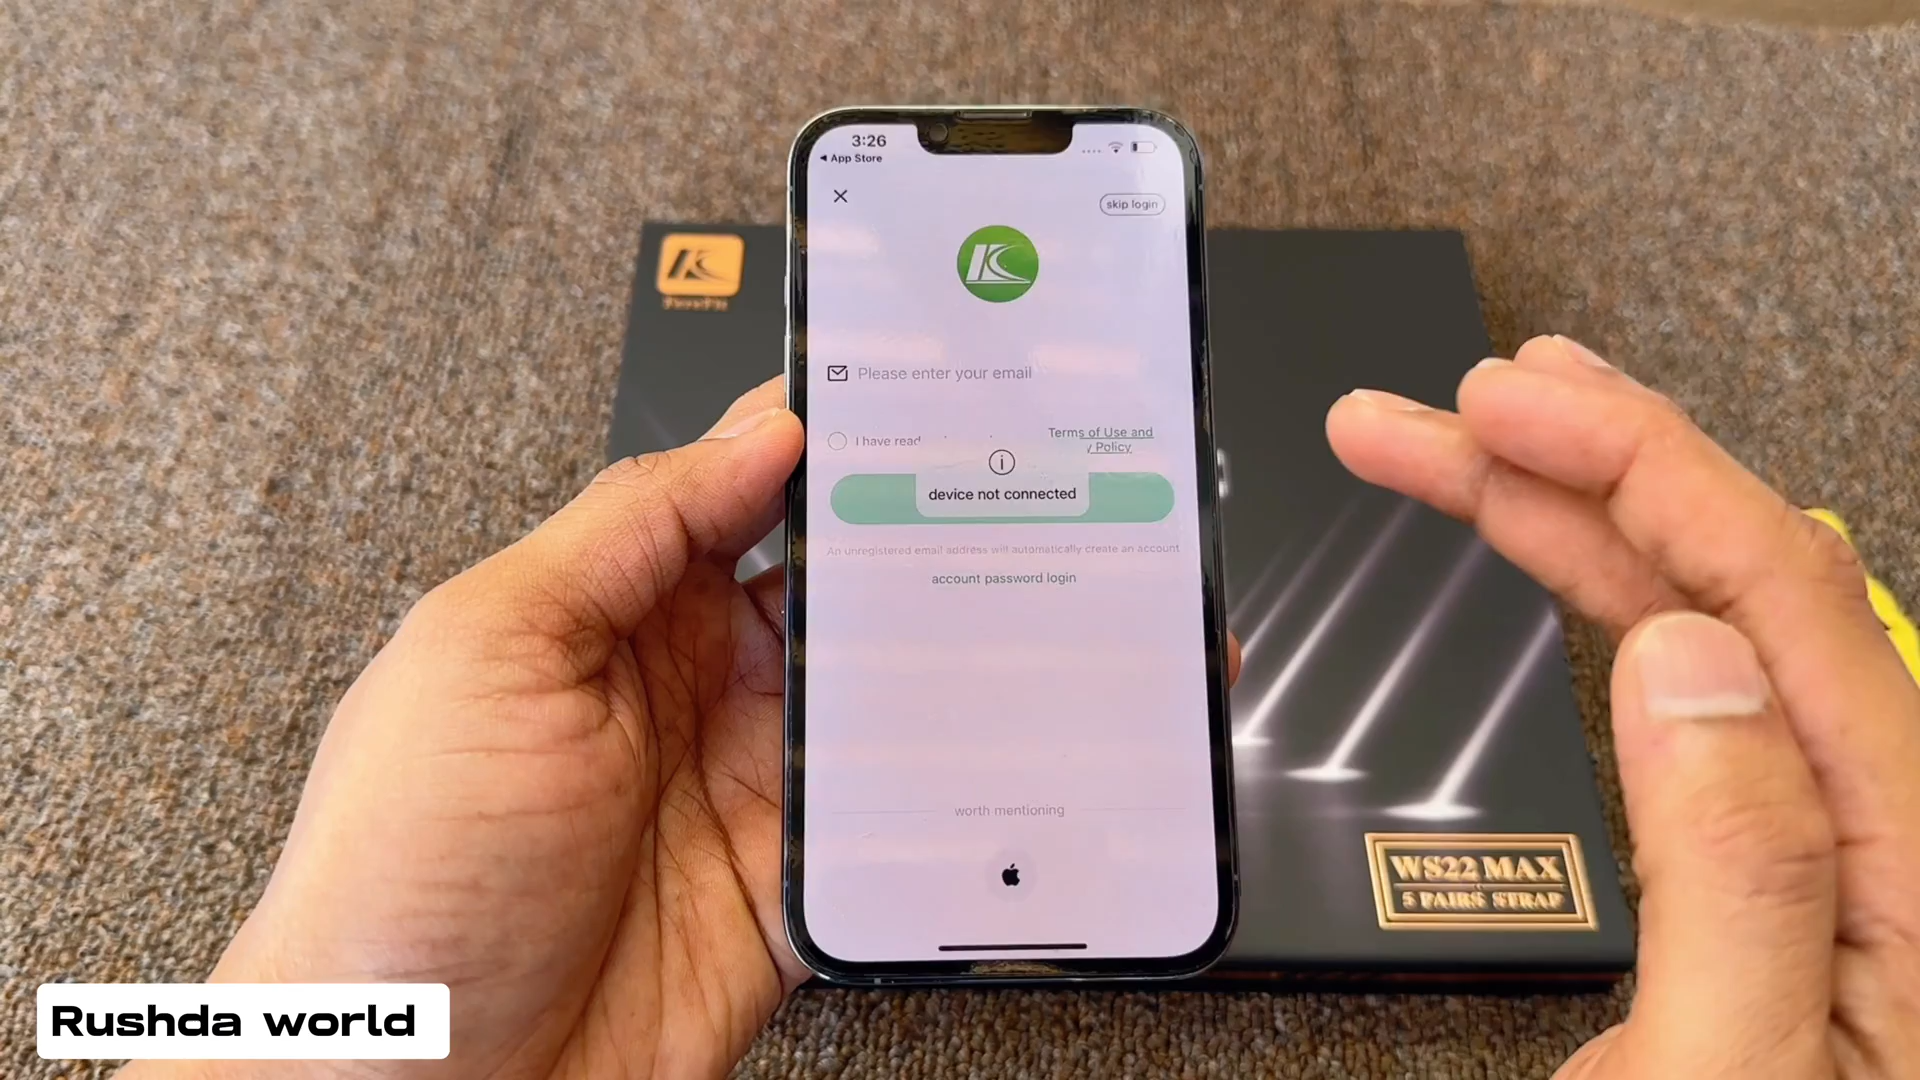 3:26
App Store
skip login
Please enter your email
I have read
Terms of Use and
y Policy
device not connected
An unregistered email address will automatically create an account
account password login
worth mentioning
WS22 MAX
5 PAIRS STRAP
Rushda world